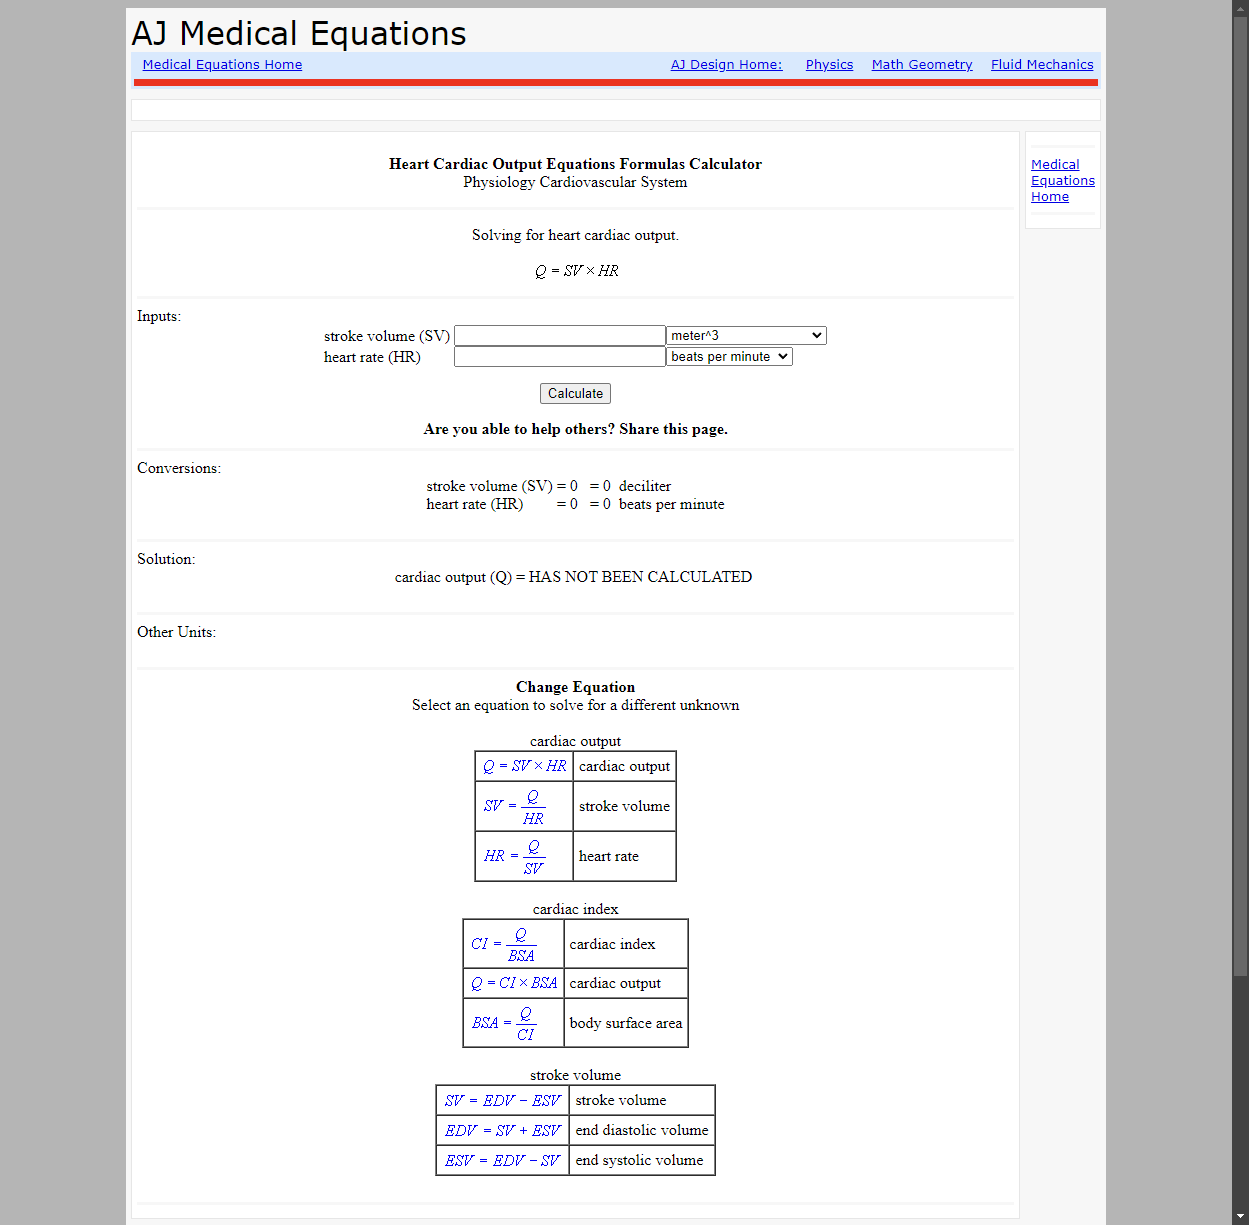 AJ Medical Equations
Medical Equations Home AJ Design Home: Physics Math Geometry Fluid Mechanics
Medical
Equations
Home
Heart Cardiac Output Equations Formulas Calculator
Physiology Cardiovascular System
Solving for heart cardiac output.
Q = SV × HR
Inputs:
stroke volume (SV) meter^3
heart rate (HR) beats per minute
Calculate
Are you able to help others? Share this page.
Conversions:
stroke volume (SV) = 0 = 0 deciliter
heart rate (HR) = 0 = 0 beats per minute
Solution:
cardiac output (Q) = HAS NOT BEEN CALCULATED
Other Units:
Change Equation
Select an equation to solve for a different unknown
cardiac output
Q = SV × HR cardiac output
SV = Q / HR stroke volume
HR = Q / SV heart rate
cardiac index
CI = Q / BSA cardiac index
Q = CI × BSA cardiac output
BSA = Q / CI body surface area
stroke volume
SV = EDV − ESV stroke volume
EDV = SV + ESV end diastolic volume
ESV = EDV − SV end systolic volume